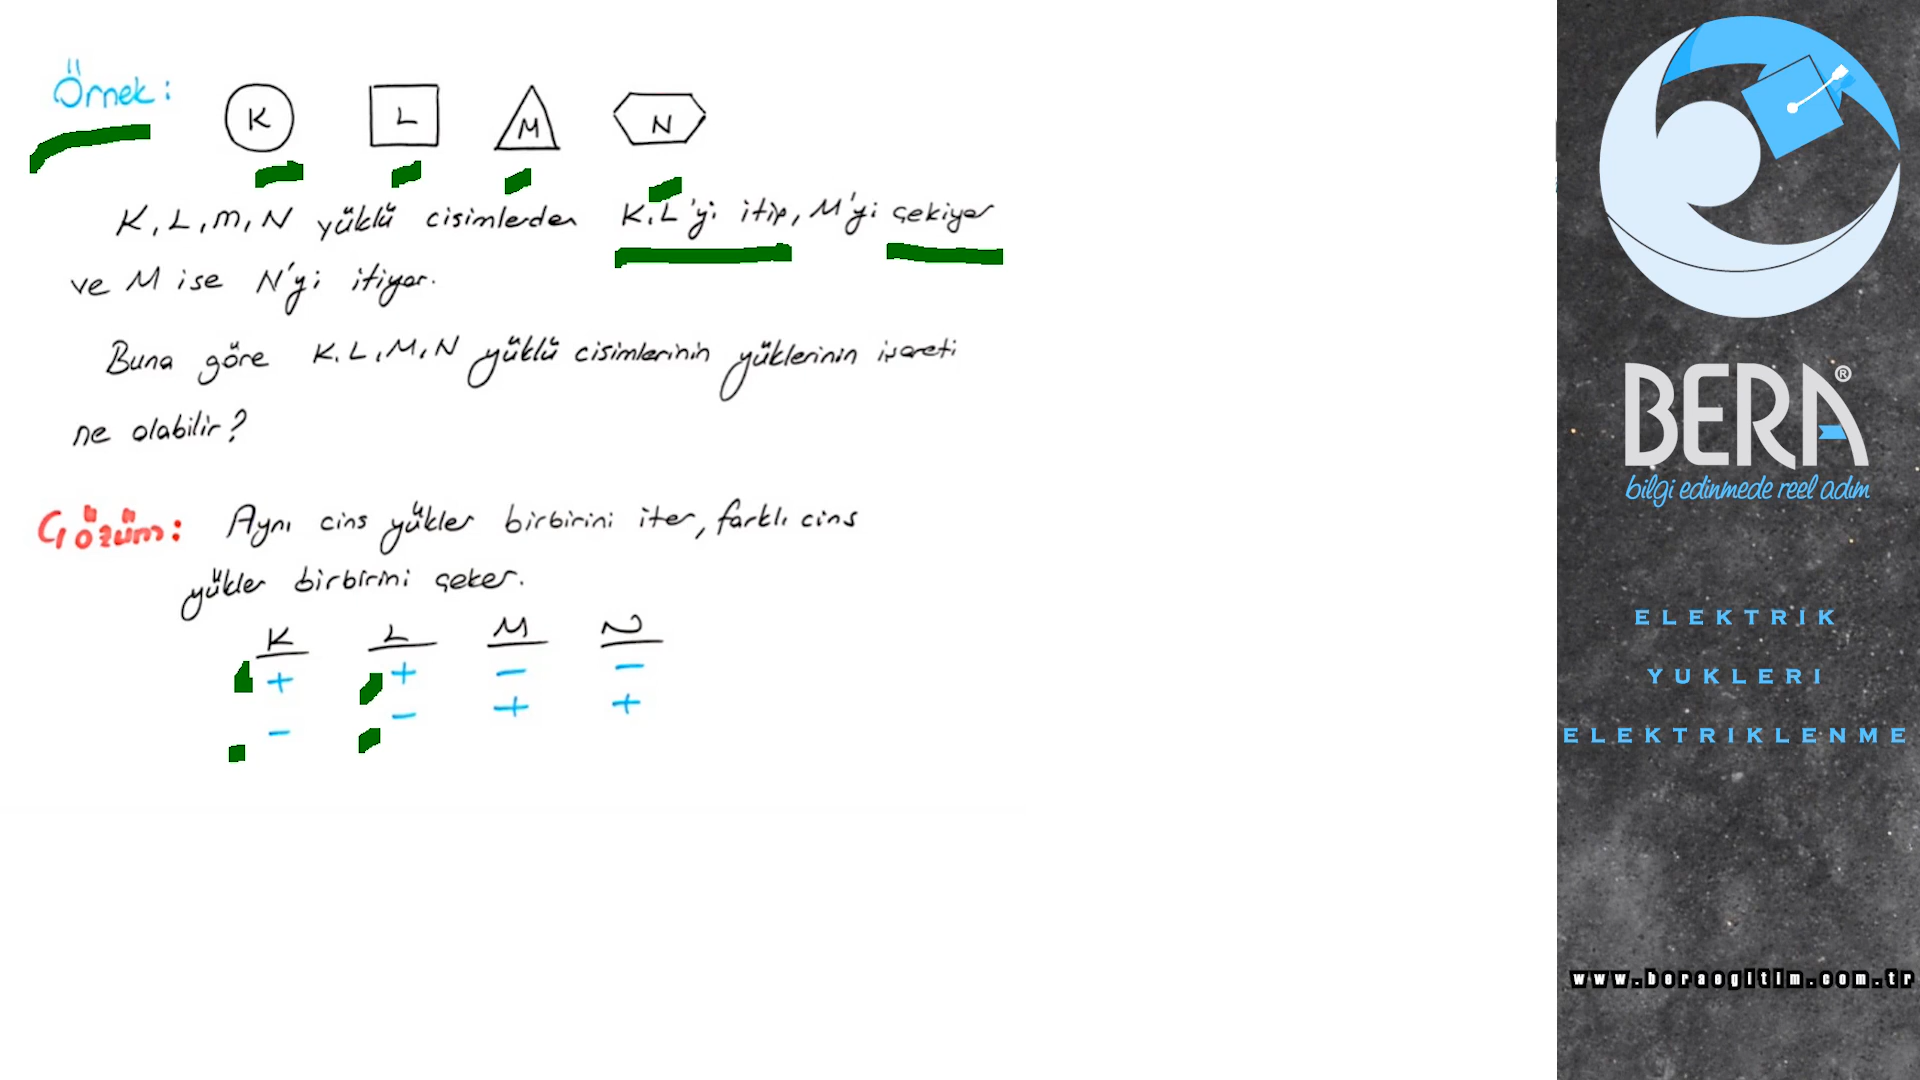 Örnek:
K L M N
K, L, M, N yüklü cisimlerden K, L'yi itip, M'yi çekiyor
ve M ise N'yi itiyor.
Buna göre K, L, M, N yüklü cisimlerinin yüklerinin işareti
ne olabilir?
Çözüm: Aynı cins yükler birbirini iter, farklı cins
yükler birbirini çeker.
K L M N
+ + - -
- - + +
BERA®
bilgi edinmede reel adım
ELEKTRIK
YUKLERI
ELEKTRIKLENME
www.beraegitim.com.tr